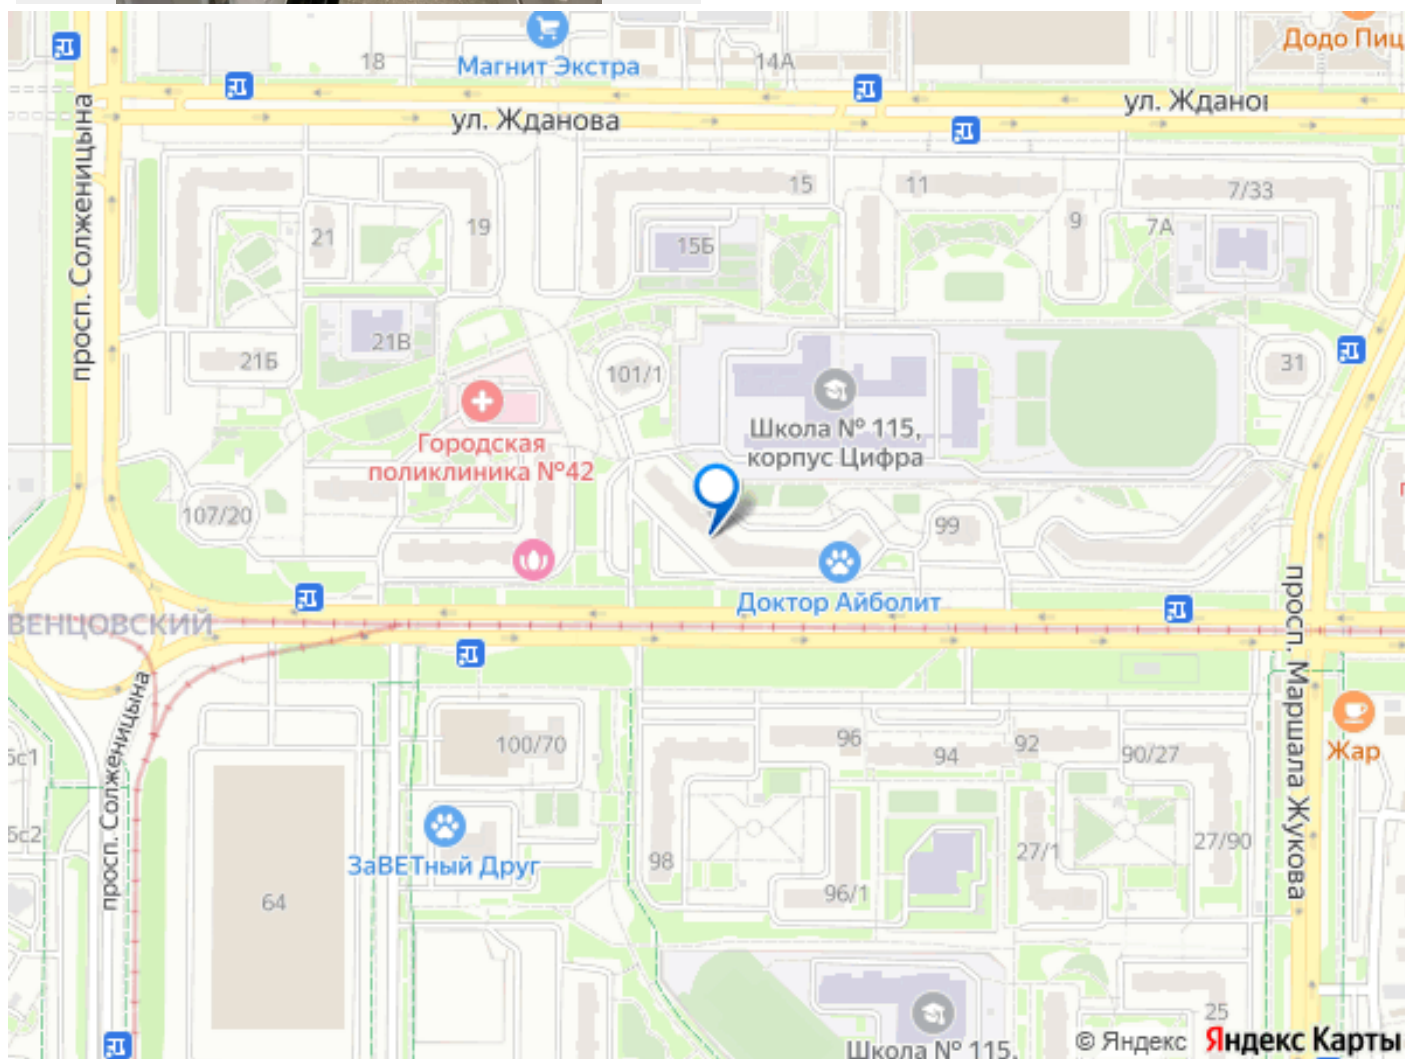 Додо Пиц
18
Магнит Экстра
14А
ул. Ждано
ул. Жданова
просп. Солженицына
15
11
7/33
19
9
7А
21
15Б
21В
21Б
101/1
31
Школа № 115,
корпус Цифра
Городская
поликлиника №42
107/20
99
Доктор Айболит
ВЕНЦОВСКИЙ
просп. Маршала Жукова
просп. Солженицына
5с1
100/70
96
94
92
90/27
Жар
5с2
ЗаВЕТный Друг
98
96/1
27/1
27/90
64
25
Школа № 115,
© Яндекс Яндекс Карты